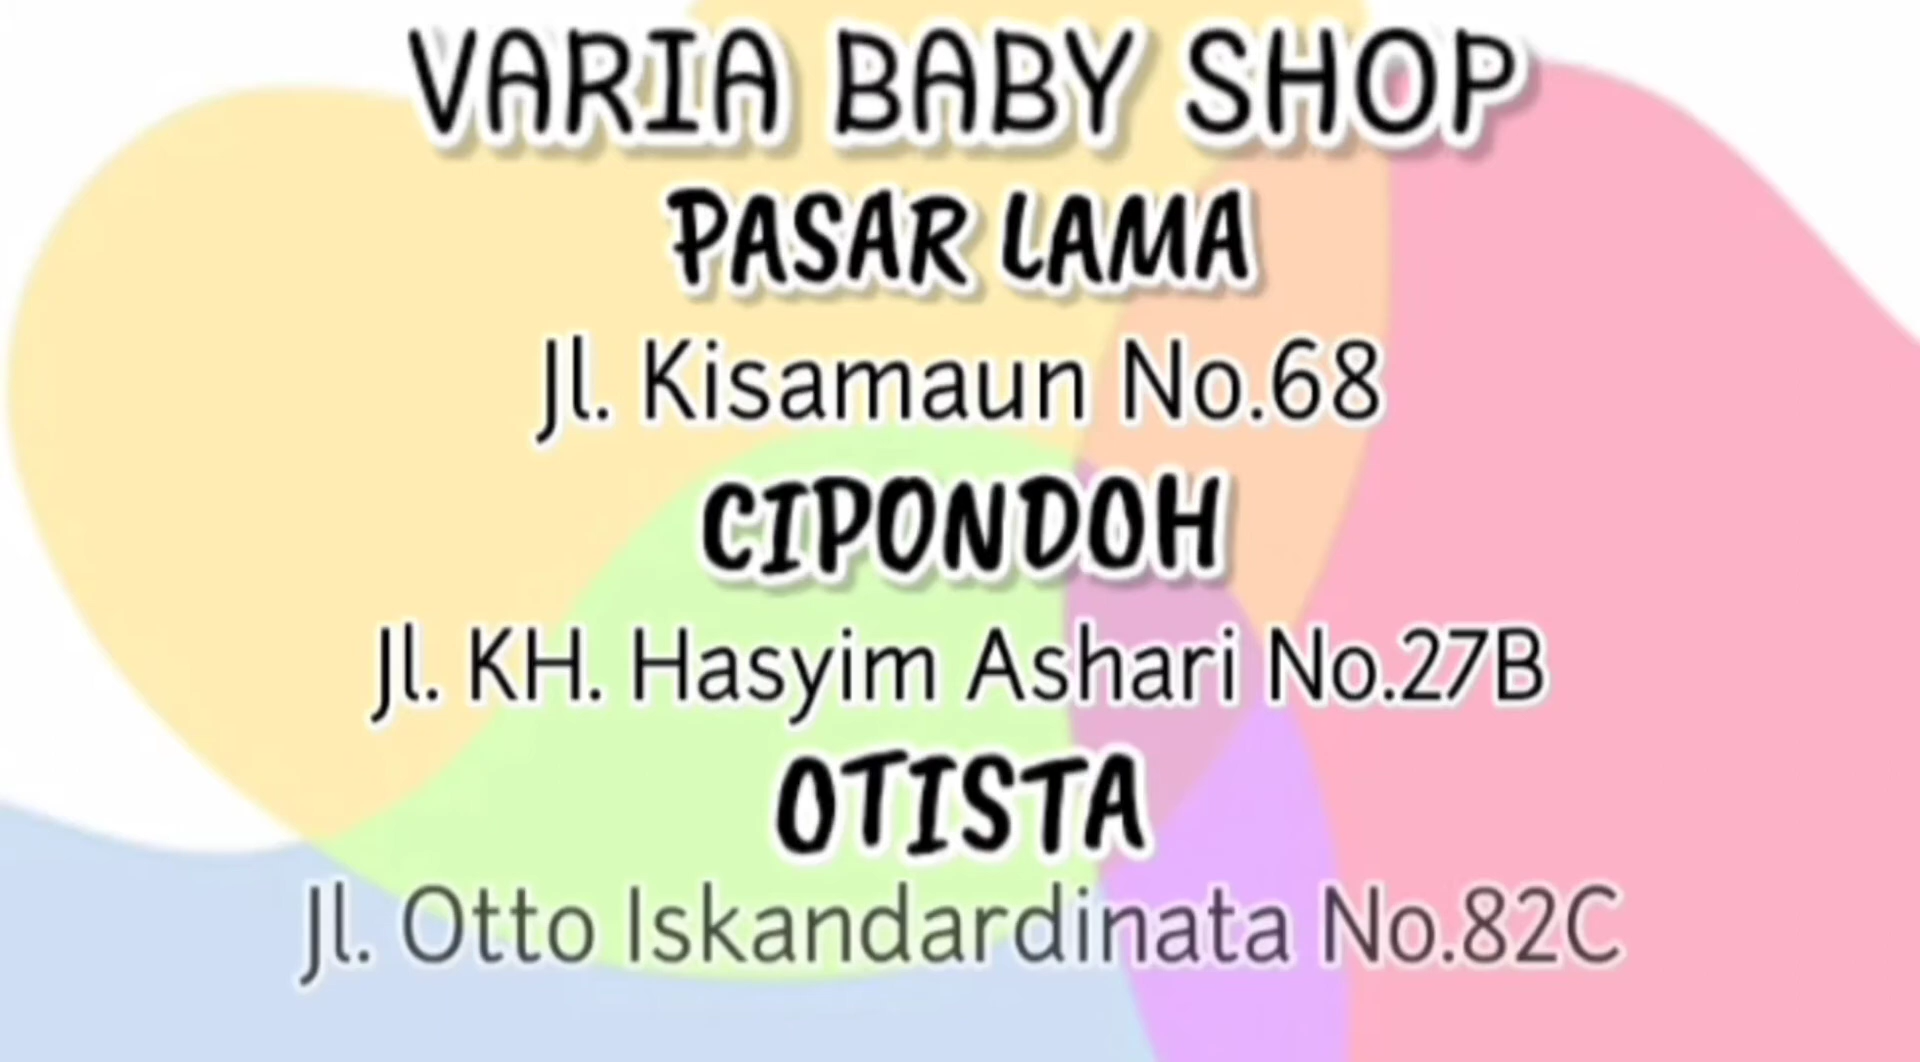 VARIA BABY SHOP
PASAR LAMA
Jl. Kisamaun No.68
CIPONDOH
Jl. KH. Hasyim Ashari No.27B
OTISTA
Jl. Otto Iskandardinata No.82C